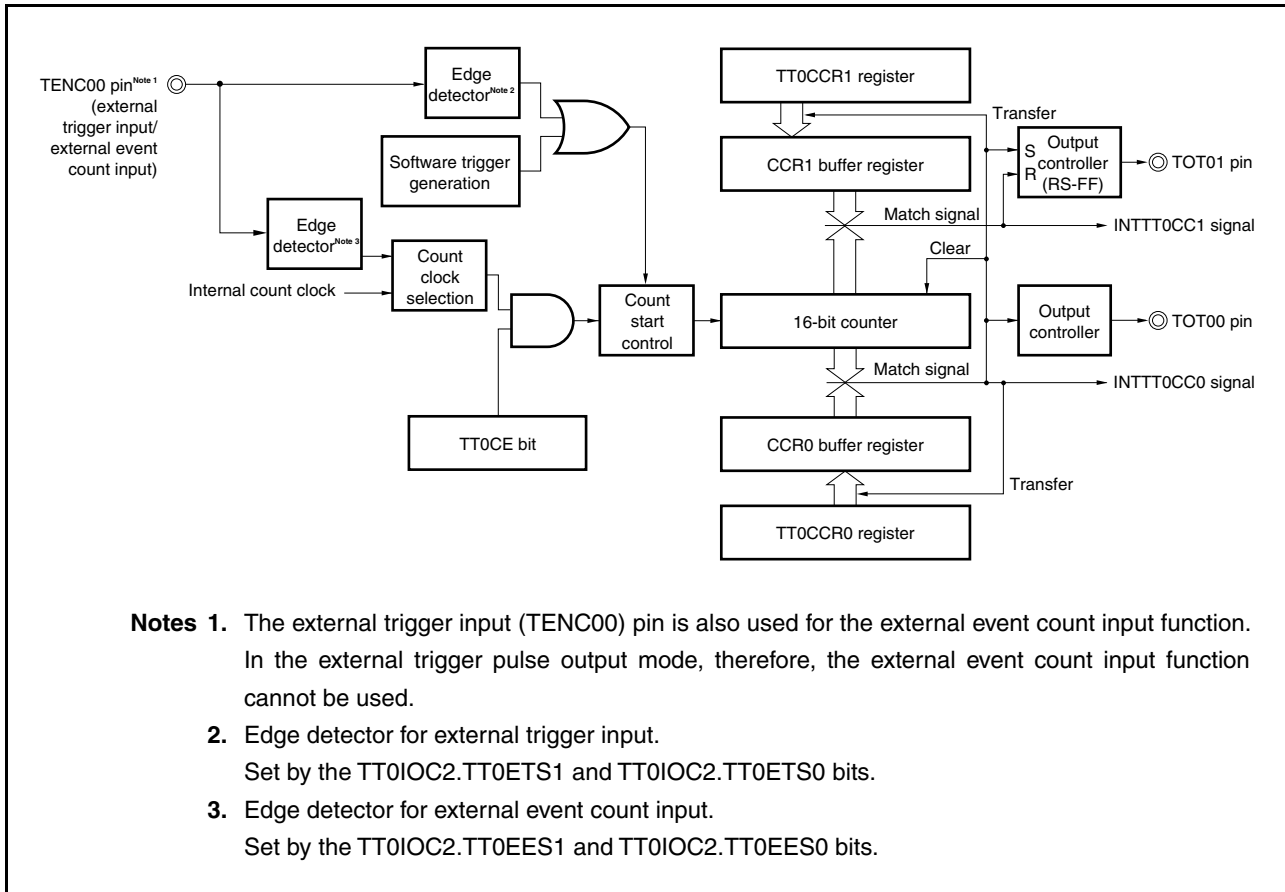 TENC00 pin Note 1
(external
trigger input/
external event
count input)
Edge
detector Note 2
Software trigger
generation
Edge
detector Note 3
Internal count clock
Count
clock
selection
TT0CE bit
Count
start
control
TT0CCR1 register
Transfer
CCR1 buffer register
Match signal
Clear
16-bit counter
Match signal
CCR0 buffer register
Transfer
TT0CCR0 register
S
R
Output
controller
(RS-FF)
TOT01 pin
INTTT0CC1 signal
Output
controller
TOT00 pin
INTTT0CC0 signal
Notes 1. The external trigger input (TENC00) pin is also used for the external event count input function.
In the external trigger pulse output mode, therefore, the external event count input function
cannot be used.
2. Edge detector for external trigger input.
Set by the TT0IOC2.TT0ETS1 and TT0IOC2.TT0ETS0 bits.
3. Edge detector for external event count input.
Set by the TT0IOC2.TT0EES1 and TT0IOC2.TT0EES0 bits.